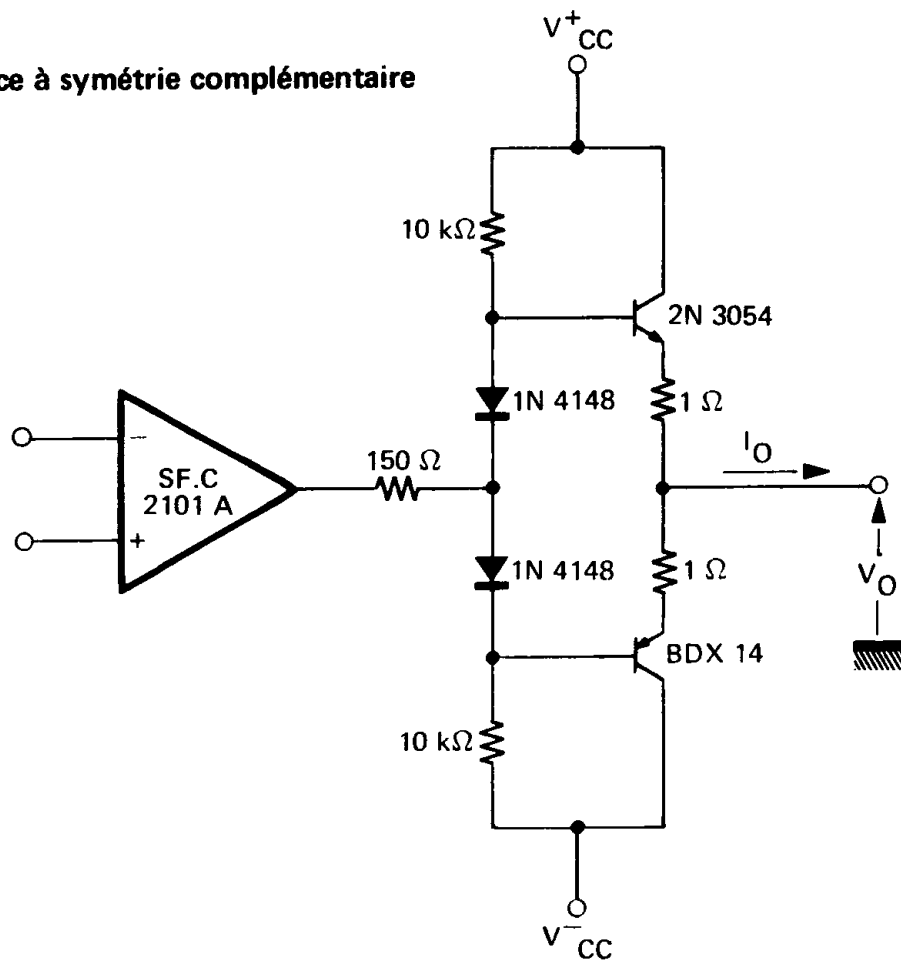 V+CC
ce à symétrie complémentaire
10 kΩ
2N 3054
1N 4148
1 Ω
−
SF.C
2101 A
+
150 Ω
IO
1N 4148
1 Ω
VO
BDX 14
10 kΩ
V−CC